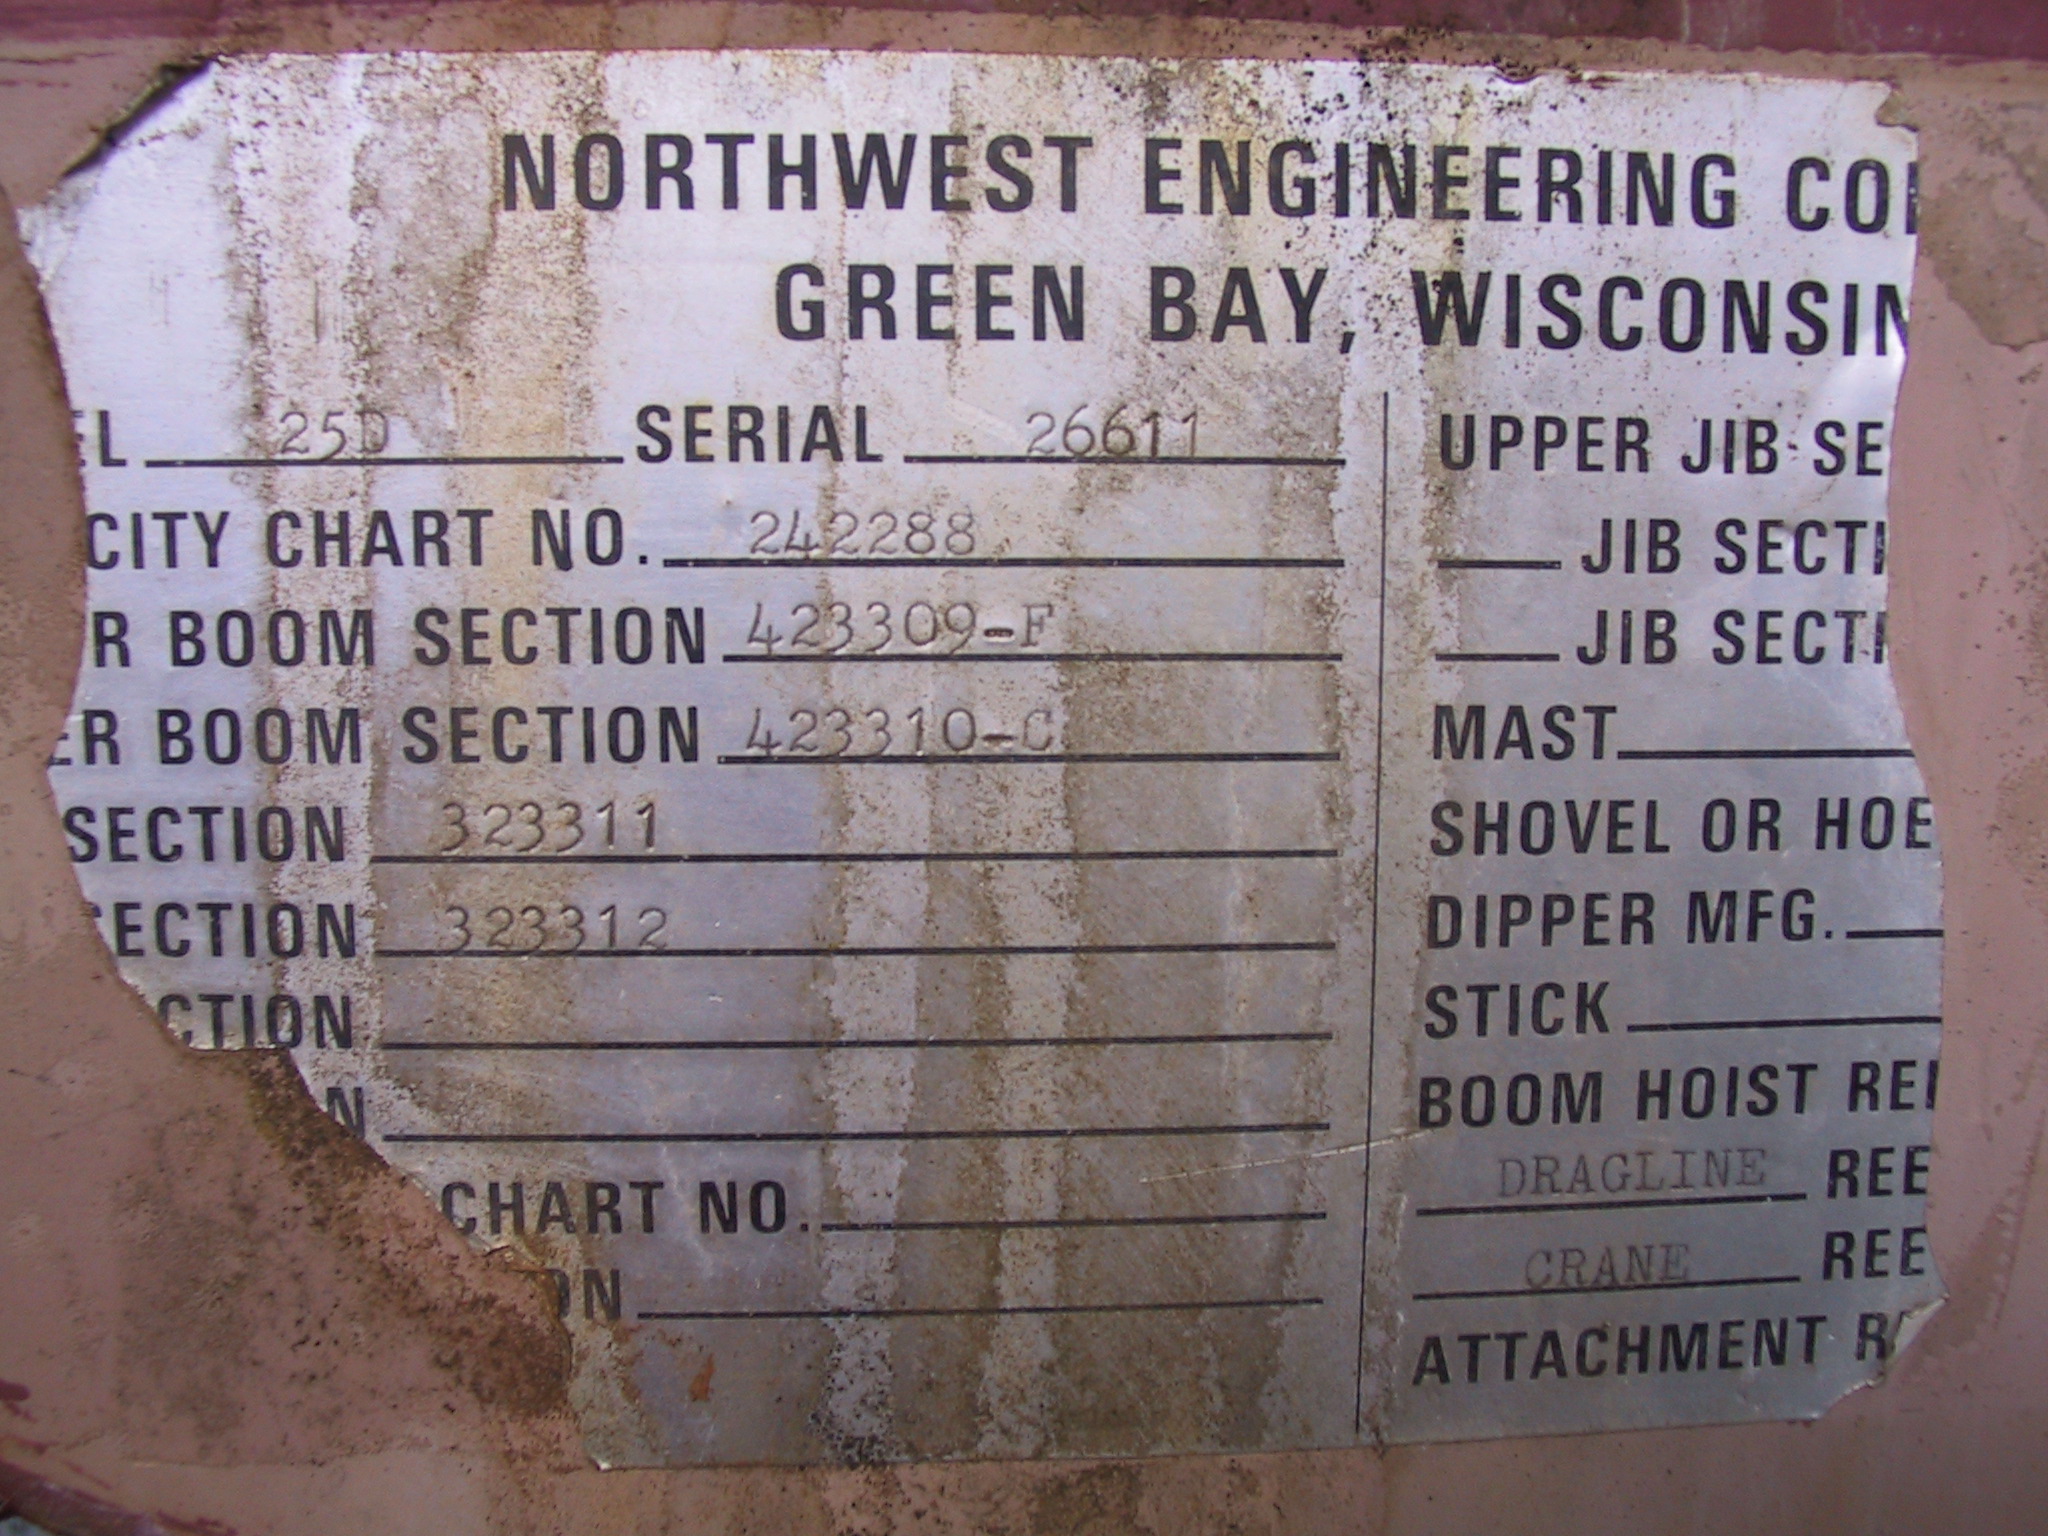 NORTHWEST ENGINEERING CO
GREEN BAY, WISCONSIN
EL 25D SERIAL 26611
CITY CHART NO. 242288
R BOOM SECTION 423309-F
ER BOOM SECTION 423310-C
SECTION 323311
ECTION 323312
CTION
N
CHART NO.
ON
UPPER JIB SE
JIB SECTI
JIB SECTI
MAST
SHOVEL OR HOE
DIPPER MFG.
STICK
BOOM HOIST RE
DRAGLINE REE
CRANE REE
ATTACHMENT R